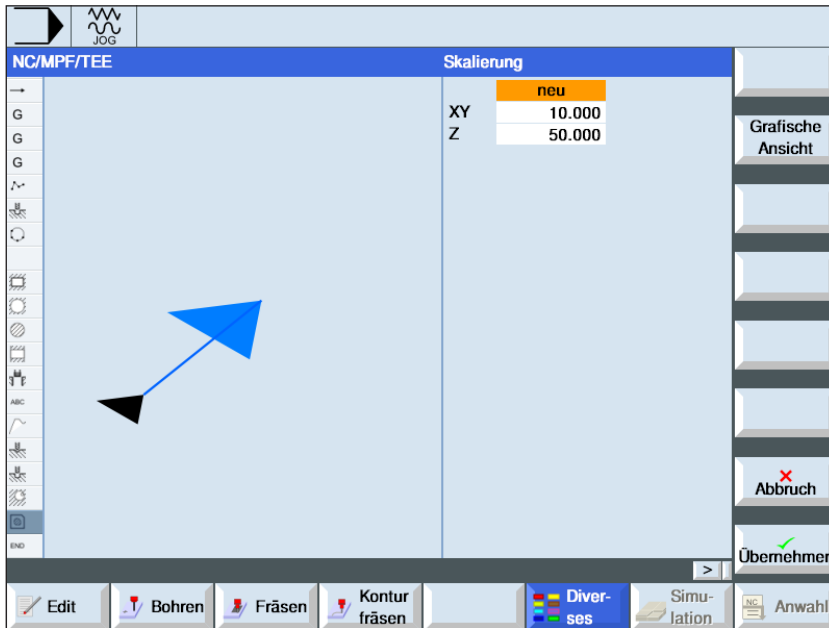 JOG
NC/MPF/TEE
Skalierung
neu
XY 10.000
Z 50.000
G
G
G
ABC
END
Grafische
Ansicht
Abbruch
Übernehmen
>
Edit
Bohren
Fräsen
Kontur
fräsen
Diver-
ses
Simu-
lation
NC
Anwahl